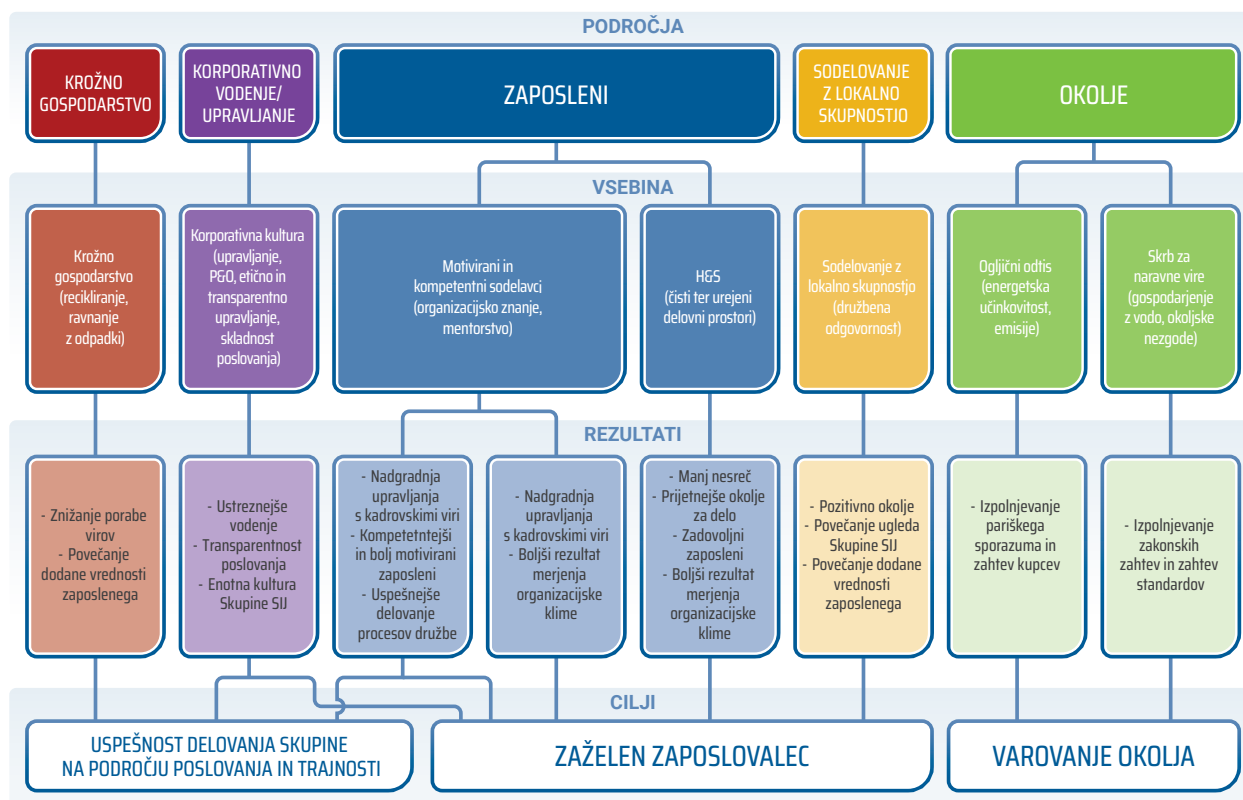 PODROČJA
KROŽNO
GOSPODARSTVO
KORPORATIVNO
VODENJE/
UPRAVLJANJE
ZAPOSLENI
SODELOVANJE
Z LOKALNO
SKUPNOSTJO
OKOLJE
VSEBINA
Krožno
gospodarstvo
(recikliranje,
ravnanje
z odpadki)
Korporativna kultura
(upravljanje,
P&O, etično in
transparentno
upravljanje,
skladnost
poslovanja)
Motivirani in
kompetentni sodelavci
(organizacijsko znanje,
mentorstvo)
H&S
(čisti ter urejeni
delovni prostori)
Sodelovanje z
lokalno skupnostjo
(družbena
odgovornost)
Ogljični odtis
(energetska
učinkovitost,
emisije)
Skrb za
naravne vire
(gospodarjenje
z vodo, okoljske
nezgode)
REZULTATI
- Znižanje porabe
virov
- Povečanje
dodane vrednosti
zaposlenega
- Ustreznejše
vodenje
- Transparentnost
poslovanja
- Enotna kultura
Skupine SIJ
- Nadgradnja
upravljanja
s kadrovskimi viri
- Kompetetntejši
in bolj motivirani
zaposleni
- Uspešnejše
delovanje
procesov družbe
- Nadgradnja
upravljanja
s kadrovskimi viri
- Boljši rezultat
merjenja
organizacijske
klime
- Manj nesreč
- Prijetnejše okolje
za delo
- Zadovoljni
zaposleni
- Boljši rezultat
merjenja
organizacijske
klime
- Pozitivno okolje
- Povečanje ugleda
Skupine SIJ
- Povečanje dodane
vrednosti
zaposlenega
- Izpolnjevanje
pariškega
sporazuma in
zahtev kupcev
- Izpolnjevanje
zakonskih
zahtev in zahtev
standardov
CILJI
USPEŠNOST DELOVANJA SKUPINE
NA PODROČJU POSLOVANJA IN TRAJNOSTI
ZAŽELEN ZAPOSLOVALEC
VAROVANJE OKOLJA